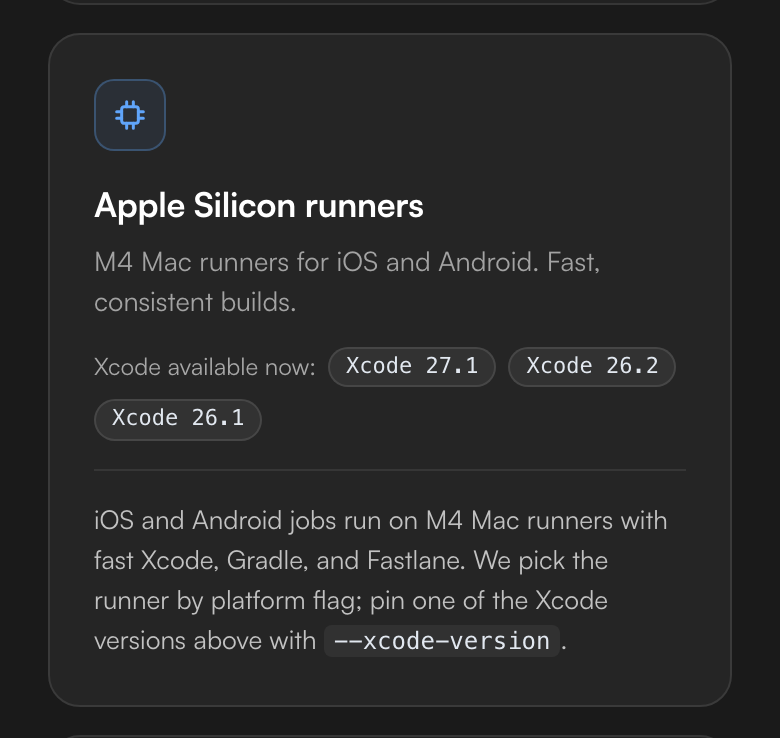 Apple Silicon runners
M4 Mac runners for iOS and Android. Fast,
consistent builds.
Xcode available now: Xcode 27.1 Xcode 26.2
Xcode 26.1
iOS and Android jobs run on M4 Mac runners with
fast Xcode, Gradle, and Fastlane. We pick the
runner by platform flag; pin one of the Xcode
versions above with --xcode-version.